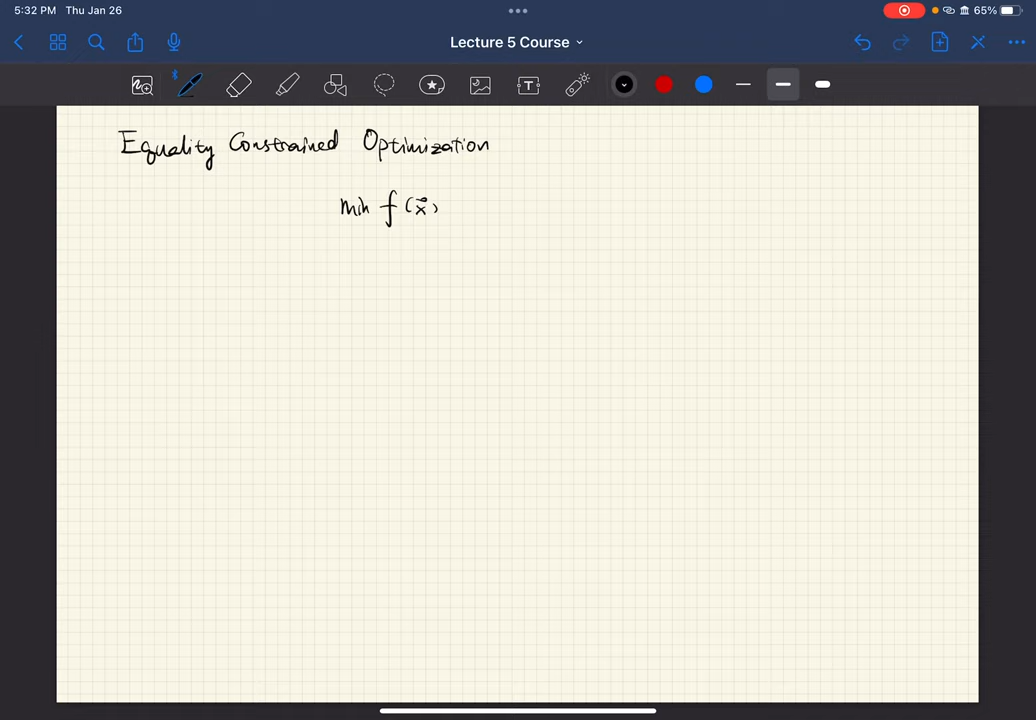 5:32 PM Thu Jan 26
65%
Lecture 5 Course
T
Equality Constrained Optimization
min f(x⃗)